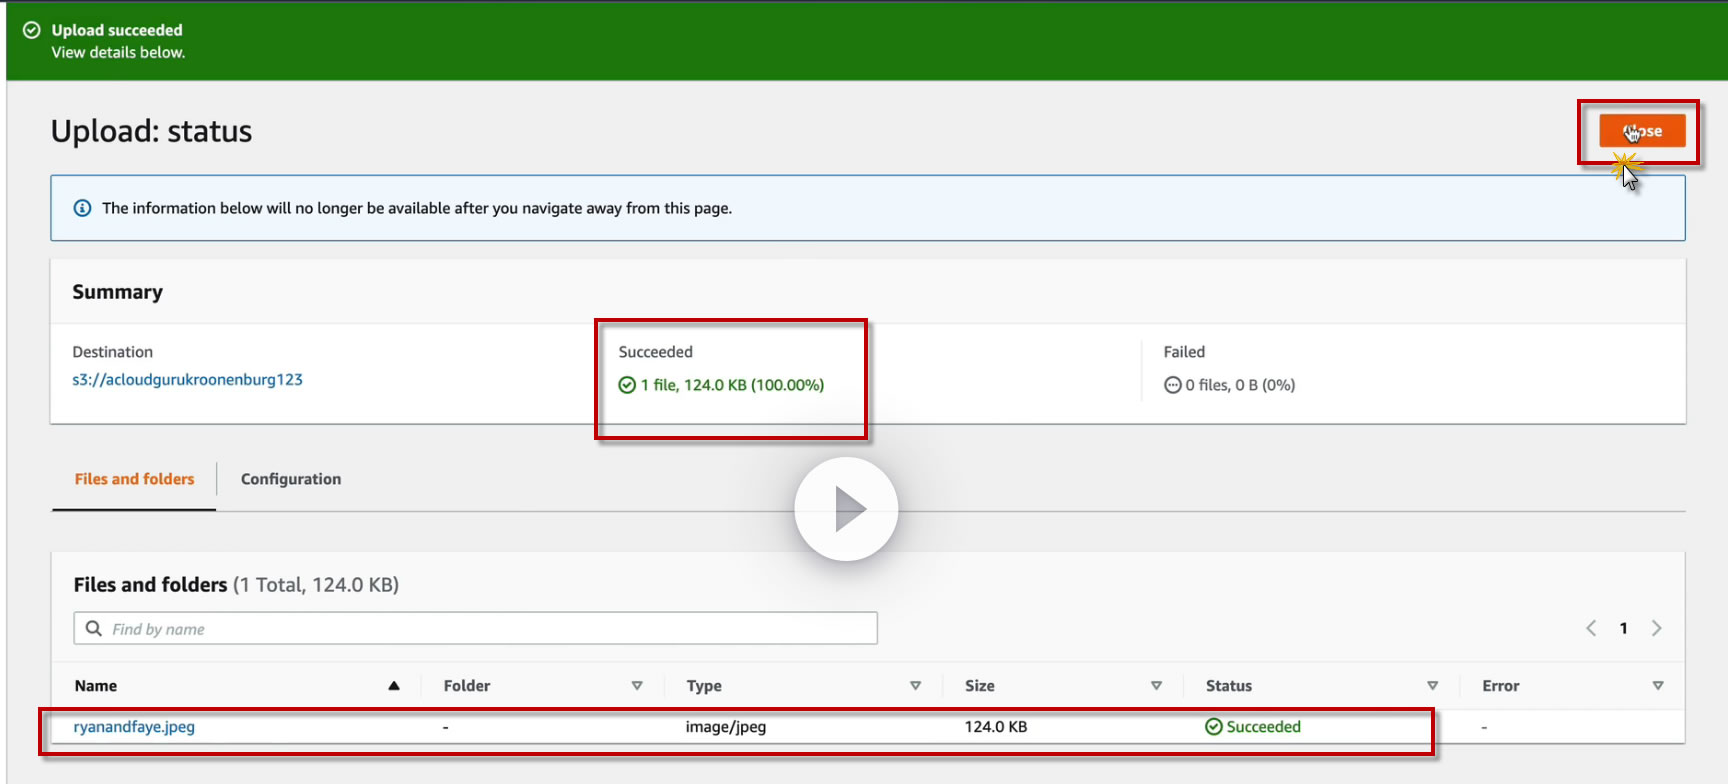 Upload succeeded
View details below.
Upload: status
The information below will no longer be available after you navigate away from this page.
Summary
Destination
s3://acloudgurukroonenburg123
Succeeded
1 file, 124.0 KB (100.00%)
Failed
0 files, 0 B (0%)
Files and folders
Configuration
Files and folders (1 Total, 124.0 KB)
Find by name
1
Name Folder Type Size Status Error
ryanandfaye.jpeg - image/jpeg 124.0 KB Succeeded -